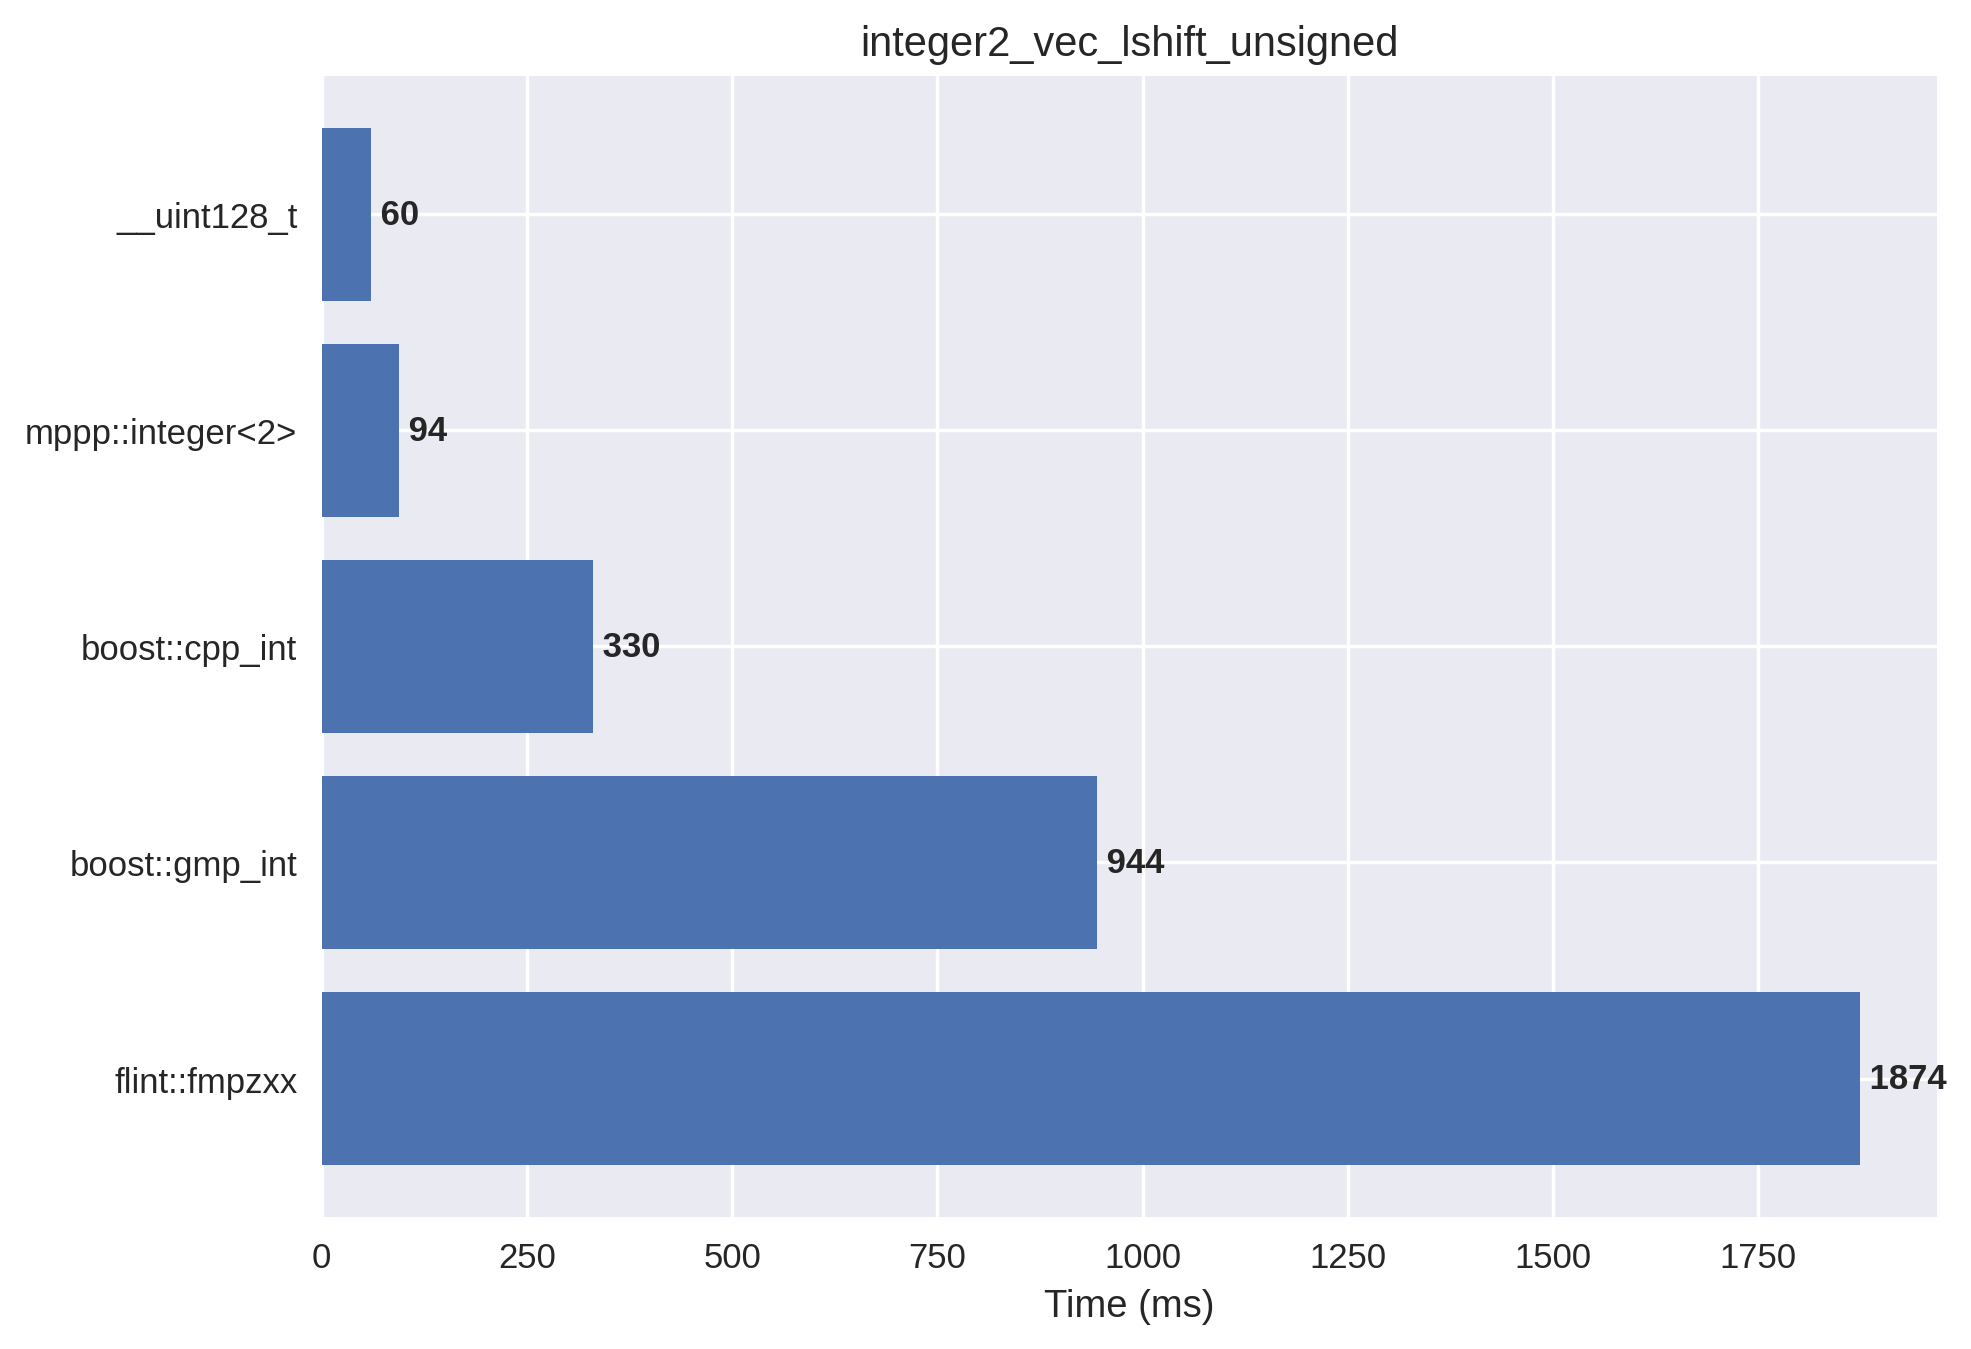 integer2_vec_lshift_unsigned
__uint128_t
60
mppp::integer<2>
94
boost::cpp_int
330
boost::gmp_int
944
flint::fmpzxx
1874
0 250 500 750 1000 1250 1500 1750
Time (ms)